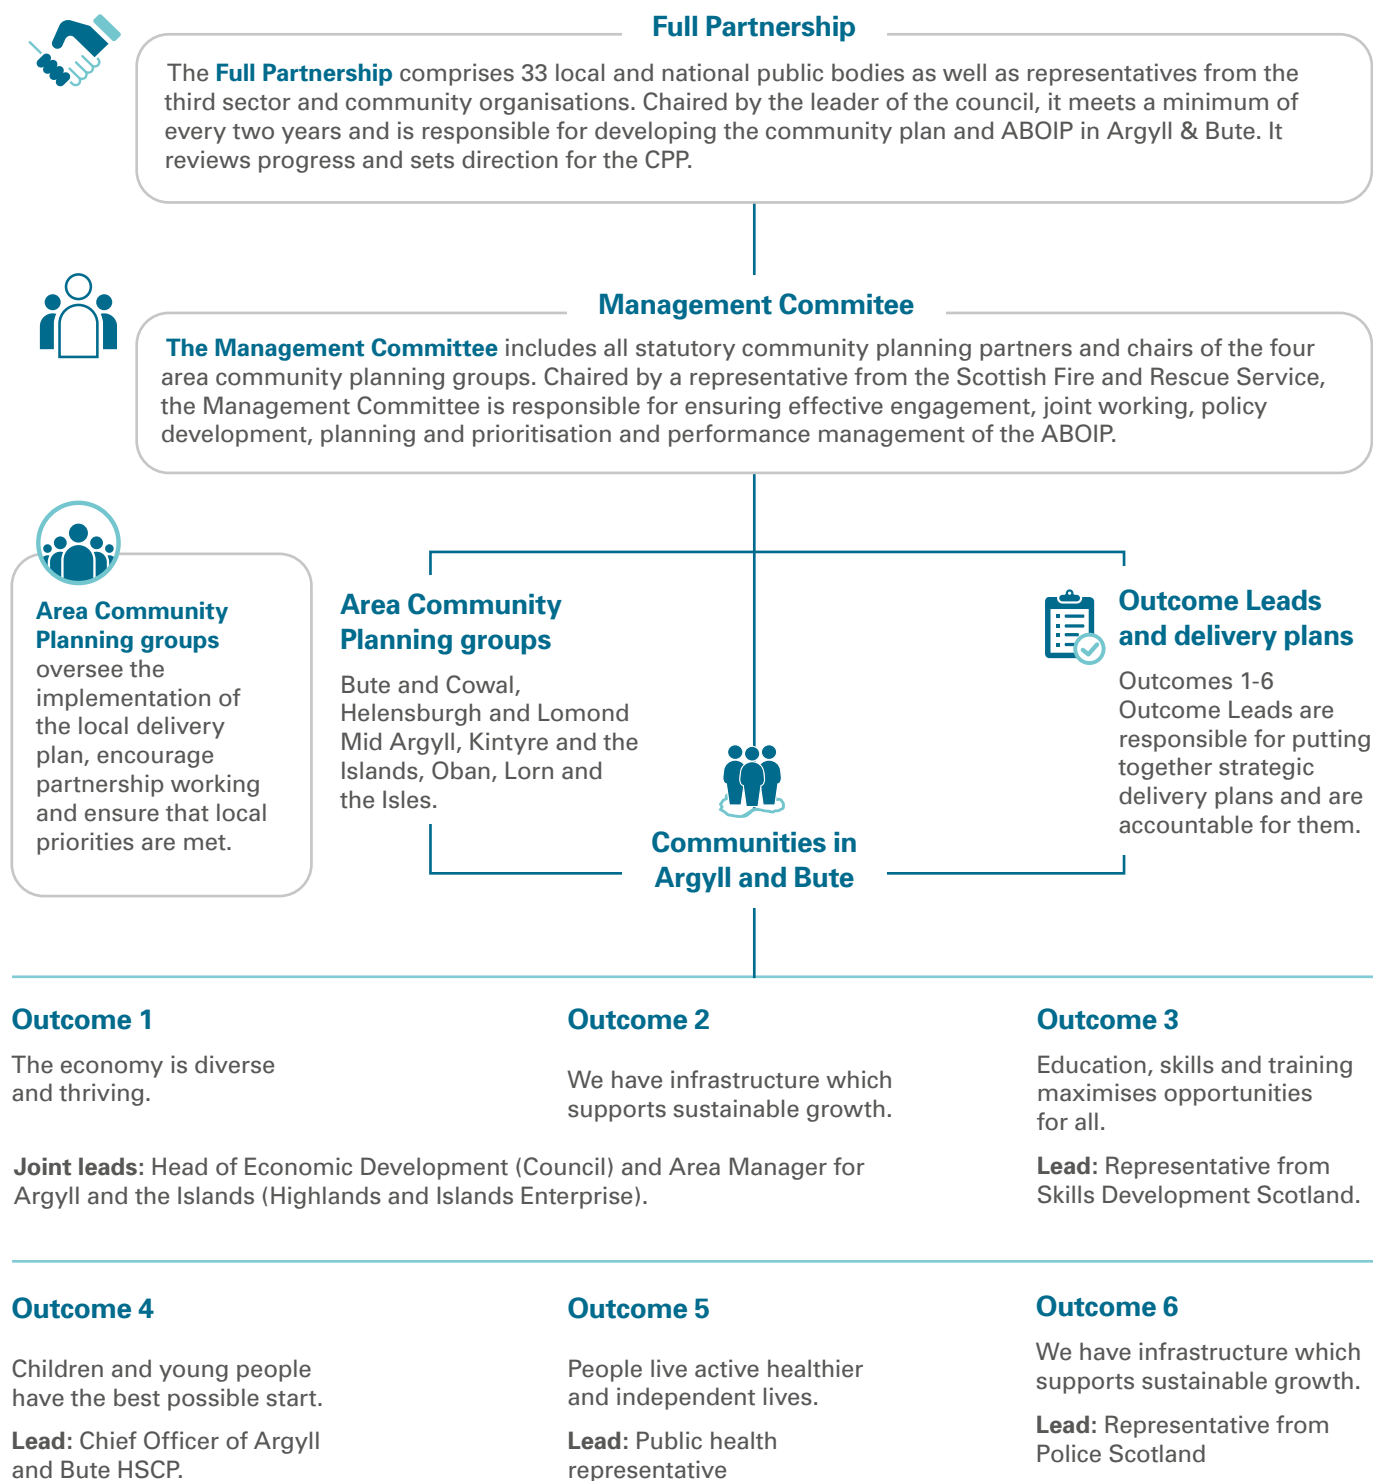 Full Partnership
The Full Partnership comprises 33 local and national public bodies as well as representatives from the
third sector and community organisations. Chaired by the leader of the council, it meets a minimum of
every two years and is responsible for developing the community plan and ABOIP in Argyll & Bute. It
reviews progress and sets direction for the CPP.
Management Commitee
The Management Committee includes all statutory community planning partners and chairs of the four
area community planning groups. Chaired by a representative from the Scottish Fire and Rescue Service,
the Management Committee is responsible for ensuring effective engagement, joint working, policy
development, planning and prioritisation and performance management of the ABOIP.
Area Community
Planning groups
oversee the
implementation of
the local delivery
plan, encourage
partnership working
and ensure that local
priorities are met.
Area Community
Planning groups
Bute and Cowal,
Helensburgh and Lomond
Mid Argyll, Kintyre and the
Islands, Oban, Lorn and
the Isles.
Outcome Leads
and delivery plans
Outcomes 1-6
Outcome Leads are
responsible for putting
together strategic
delivery plans and are
accountable for them.
Communities in
Argyll and Bute
Outcome 1
The economy is diverse
and thriving.
Outcome 2
We have infrastructure which
supports sustainable growth.
Joint leads: Head of Economic Development (Council) and Area Manager for
Argyll and the Islands (Highlands and Islands Enterprise).
Outcome 3
Education, skills and training
maximises opportunities
for all.
Lead: Representative from
Skills Development Scotland.
Outcome 4
Children and young people
have the best possible start.
Lead: Chief Officer of Argyll
and Bute HSCP.
Outcome 5
People live active healthier
and independent lives.
Lead: Public health
representative
Outcome 6
We have infrastructure which
supports sustainable growth.
Lead: Representative from
Police Scotland